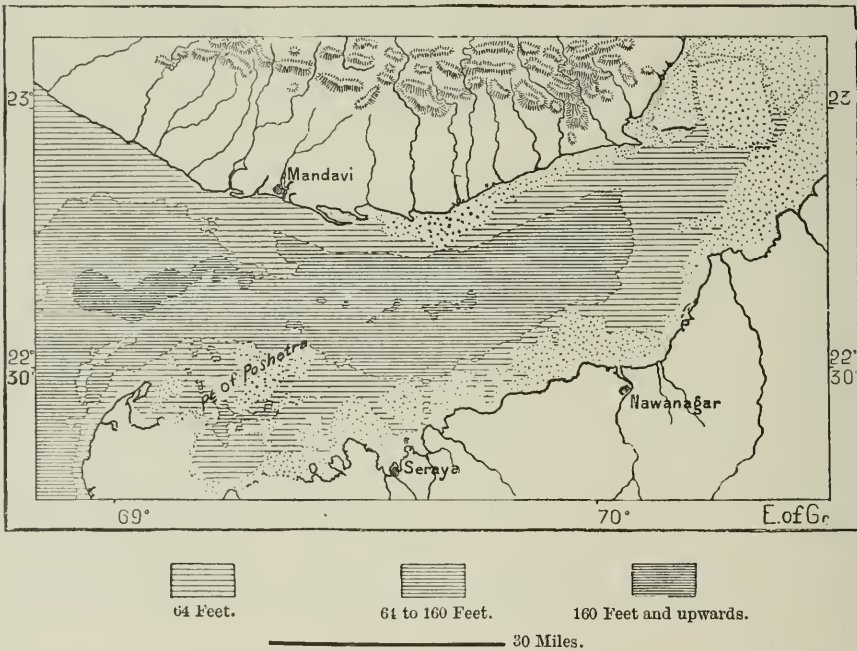 23°
23
Mandavi
22°
30'
22°
30'
Pt of Poshetra
Nawanagar
Seraya
69°
70°
E. of Gr.
64 Feet.
64 to 160 Feet.
160 Feet and upwards.
30 Miles.